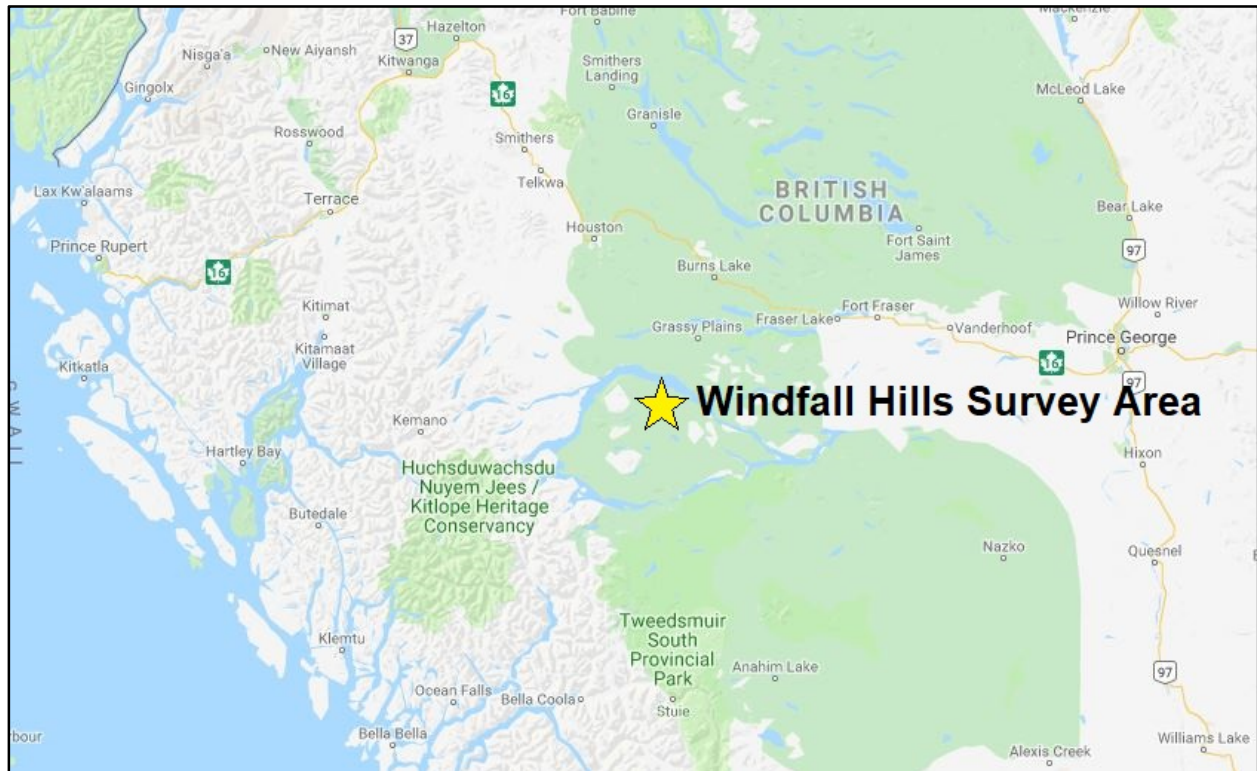 Fort Babine
Mackenzie
Hazelton
37
Nisga'a
New Aiyansh
Kitwanga
Smithers
Landing
Gingolx
16
McLeod Lake
Granisle
Rosswood
Smithers
Telkwa
BRITISH
COLUMBIA
Lax Kw'alaams
Terrace
Bear Lake
Houston
Fort Saint
James
Prince Rupert
97
16
Burns Lake
Kitimat
Fort Fraser
Willow River
Grassy Plains
Fraser Lake
Vanderhoof
Prince George
Kitamaat
Village
16
Kitkatla
97
Windfall Hills Survey Area
Kemano
Hartley Bay
Hixon
Huchsduwachsdu
Nuyem Jees /
Kitlope Heritage
Conservancy
Butedale
Nazko
Quesnel
Tweedsmuir
South
Provincial
Park
Klemtu
Anahim Lake
97
Ocean Falls
Bella Coola
Stuie
Bella Bella
bour
Williams Lake
Alexis Creek